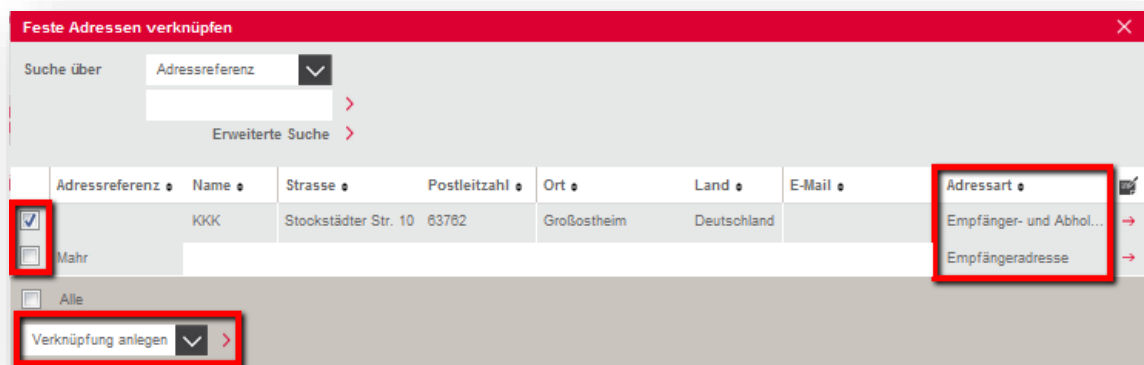 Feste Adressen verknüpfen
Suche über Adressreferenz
Erweiterte Suche
Adressreferenz Name Strasse Postleitzahl Ort Land E-Mail Adressart
KKK Stockstädter Str. 10 63762 Großostheim Deutschland Empfänger- und Abhol...
Mahr Empfängeradresse
Alle
Verknüpfung anlegen